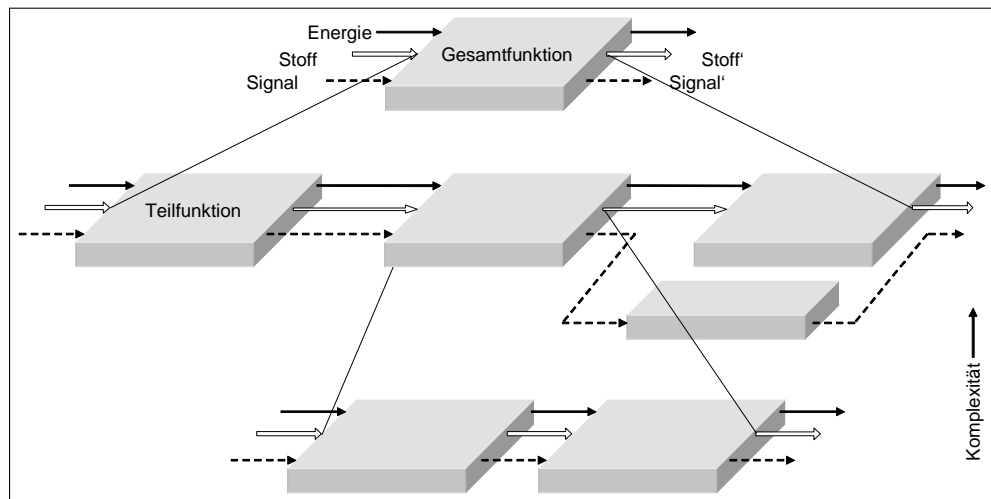 Energie
Gesamtfunktion
Stoff
Stoff‘
Signal
Signal‘
Teilfunktion
Komplexität